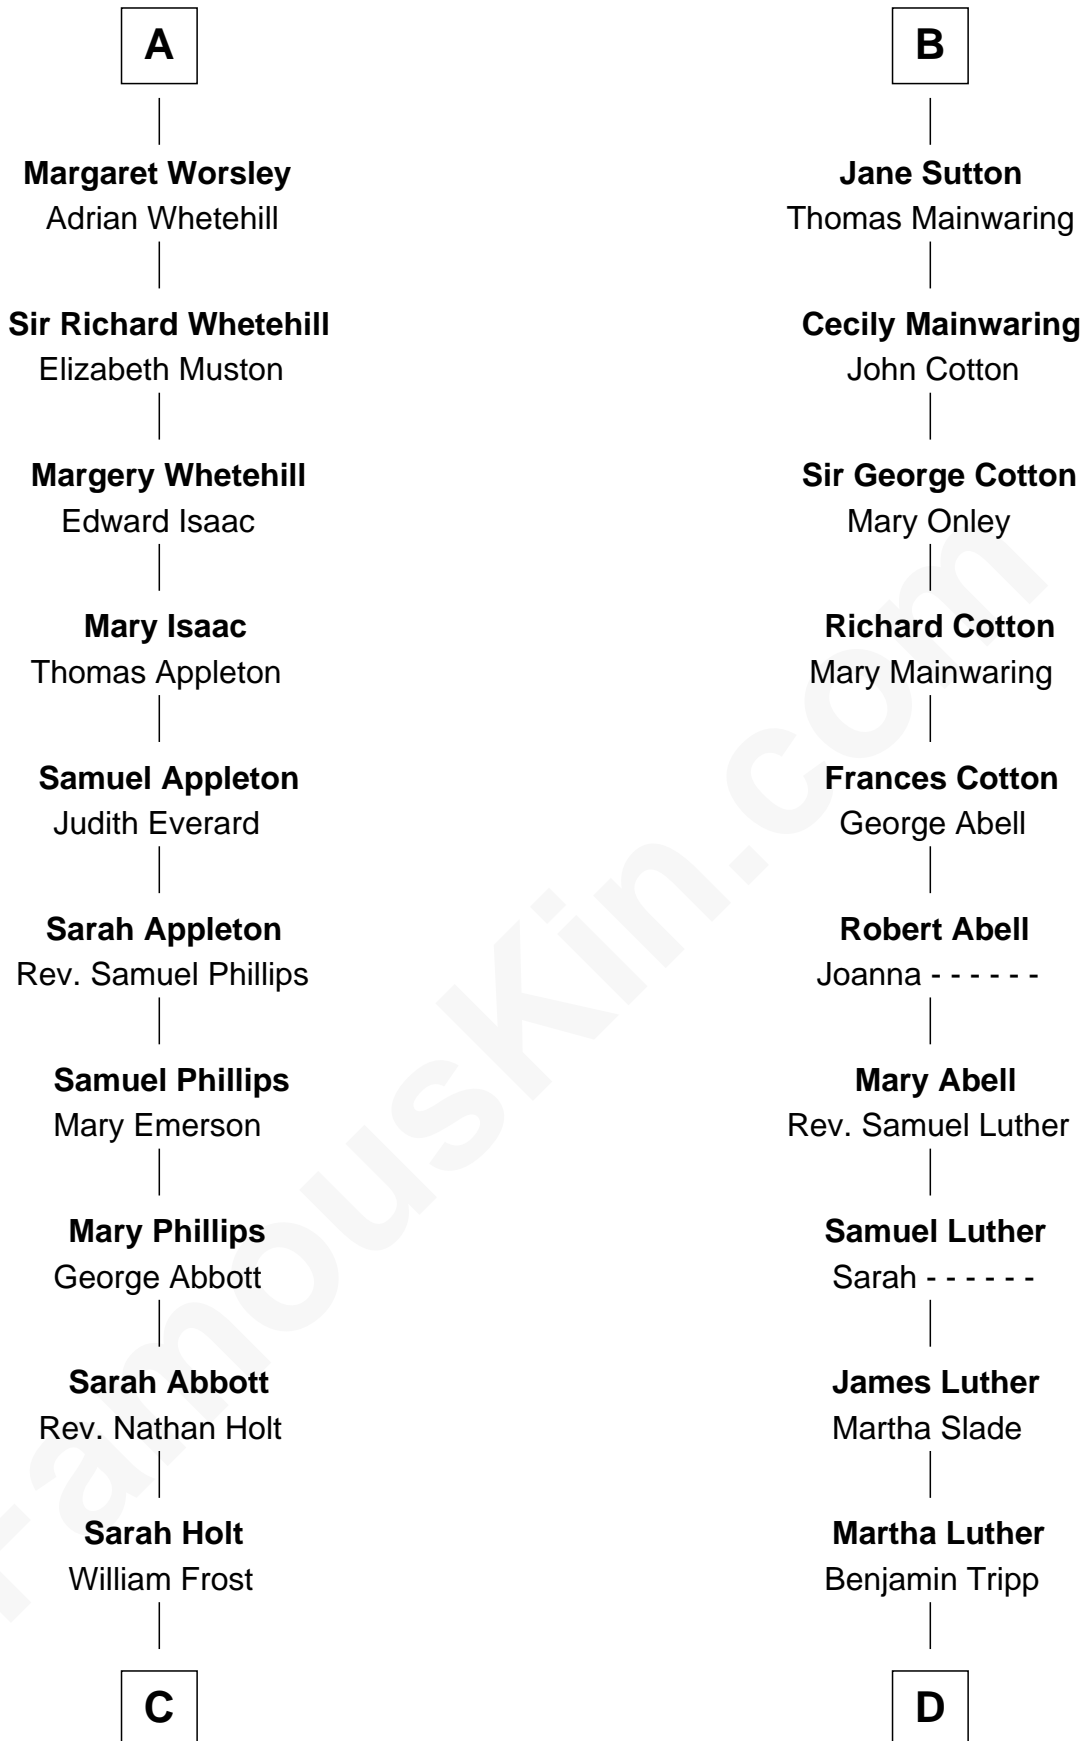 A
Margaret Worsley
Adrian Whetehill
Sir Richard Whetehill
Elizabeth Muston
Margery Whetehill
Edward Isaac
Mary Isaac
Thomas Appleton
Samuel Appleton
Judith Everard
Sarah Appleton
Rev. Samuel Phillips
Samuel Phillips
Mary Emerson
Mary Phillips
George Abbott
Sarah Abbott
Rev. Nathan Holt
Sarah Holt
William Frost
C
B
Jane Sutton
Thomas Mainwaring
Cecily Mainwaring
John Cotton
Sir George Cotton
Mary Onley
Richard Cotton
Mary Mainwaring
Frances Cotton
George Abell
Robert Abell
Joanna - - - - - -
Mary Abell
Rev. Samuel Luther
Samuel Luther
Sarah - - - - - -
James Luther
Martha Slade
Martha Luther
Benjamin Tripp
D
FamousKin.com